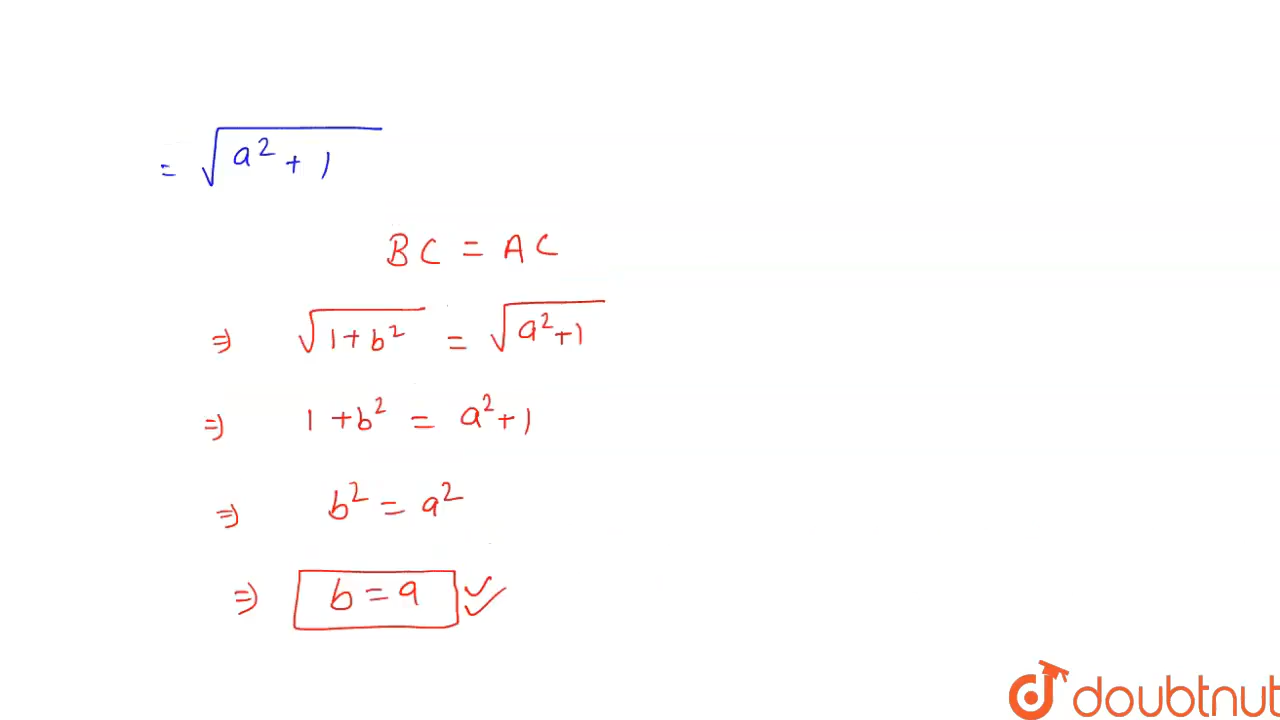 = √(a² + 1)
BC = AC
⇒ √(1 + b²) = √(a² + 1)
⇒ 1 + b² = a² + 1
⇒ b² = a²
⇒ b = a ✓✓
doubtnut